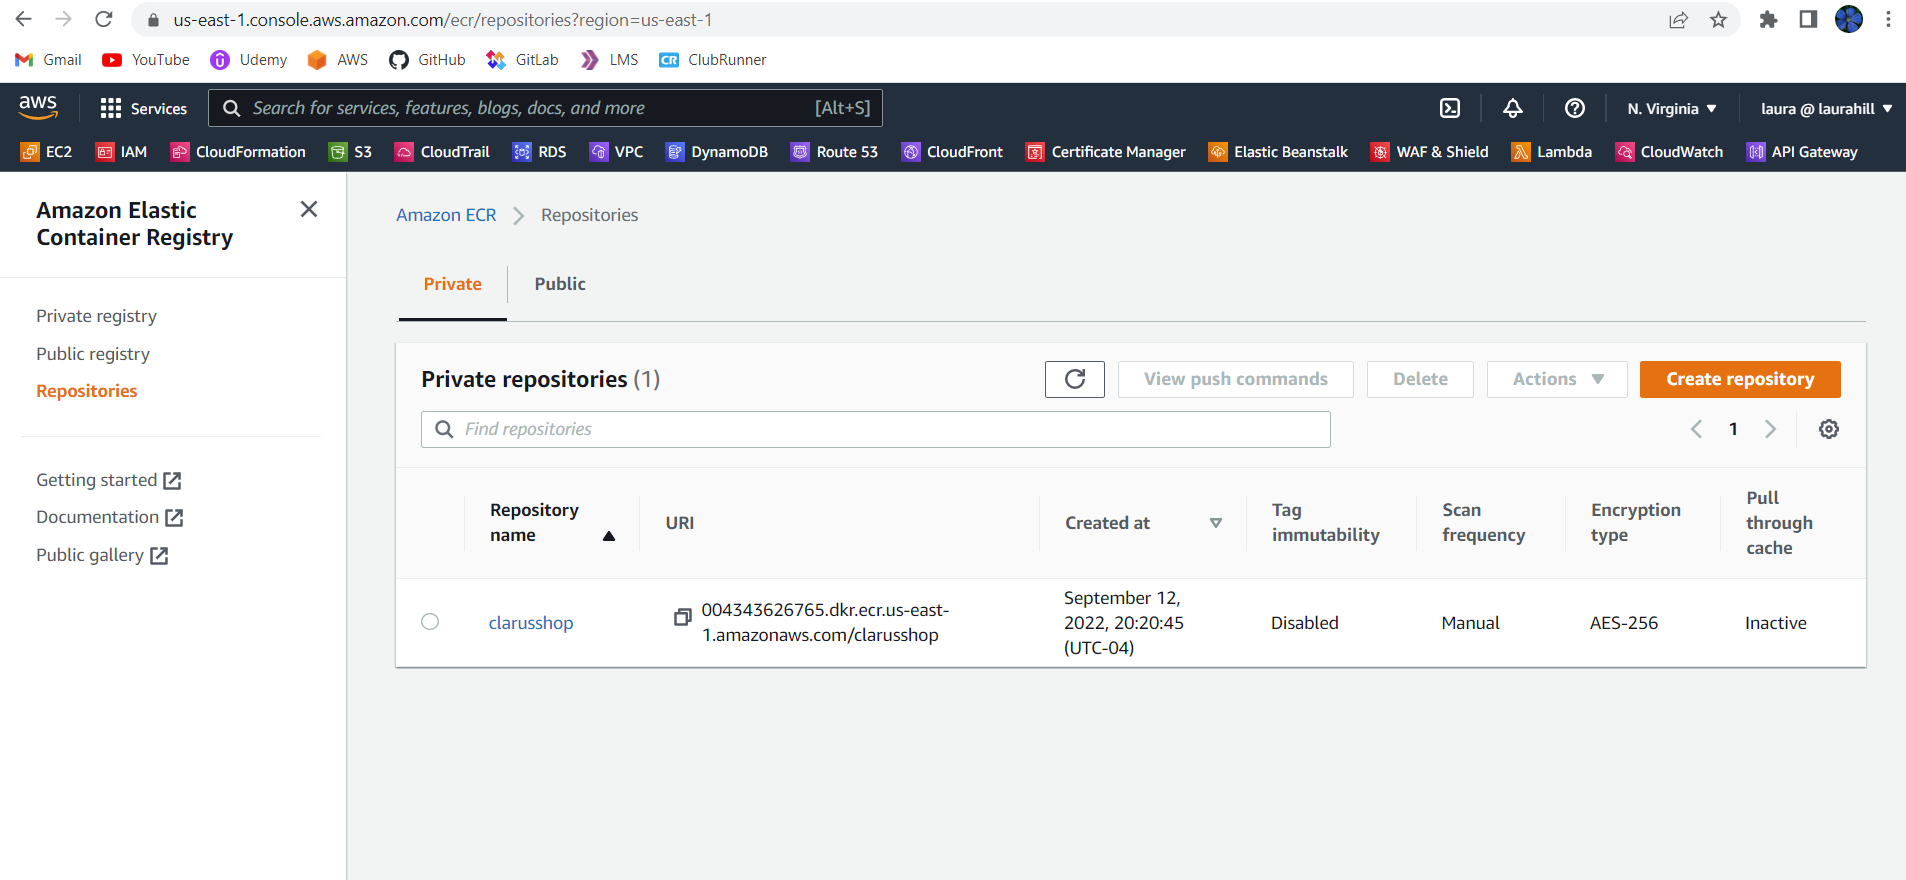 us-east-1.console.aws.amazon.com/ecr/repositories?region=us-east-1
Gmail YouTube Udemy AWS GitHub GitLab LMS CR ClubRunner
aws Services Search for services, features, blogs, docs, and more [Alt+S] N. Virginia laura @ laurahill
EC2 IAM CloudFormation S3 CloudTrail RDS VPC DynamoDB Route 53 CloudFront Certificate Manager Elastic Beanstalk WAF & Shield Lambda CloudWatch API Gateway
Amazon Elastic
Container Registry
Private registry
Public registry
Repositories
Getting started
Documentation
Public gallery
Amazon ECR Repositories
Private Public
Private repositories (1) View push commands Delete Actions Create repository
Find repositories 1
Repository
name
URI
Created at
Tag
immutability
Scan
frequency
Encryption
type
Pull
through
cache
clarusshop
004343626765.dkr.ecr.us-east-
1.amazonaws.com/clarusshop
September 12,
2022, 20:20:45
(UTC-04)
Disabled
Manual
AES-256
Inactive